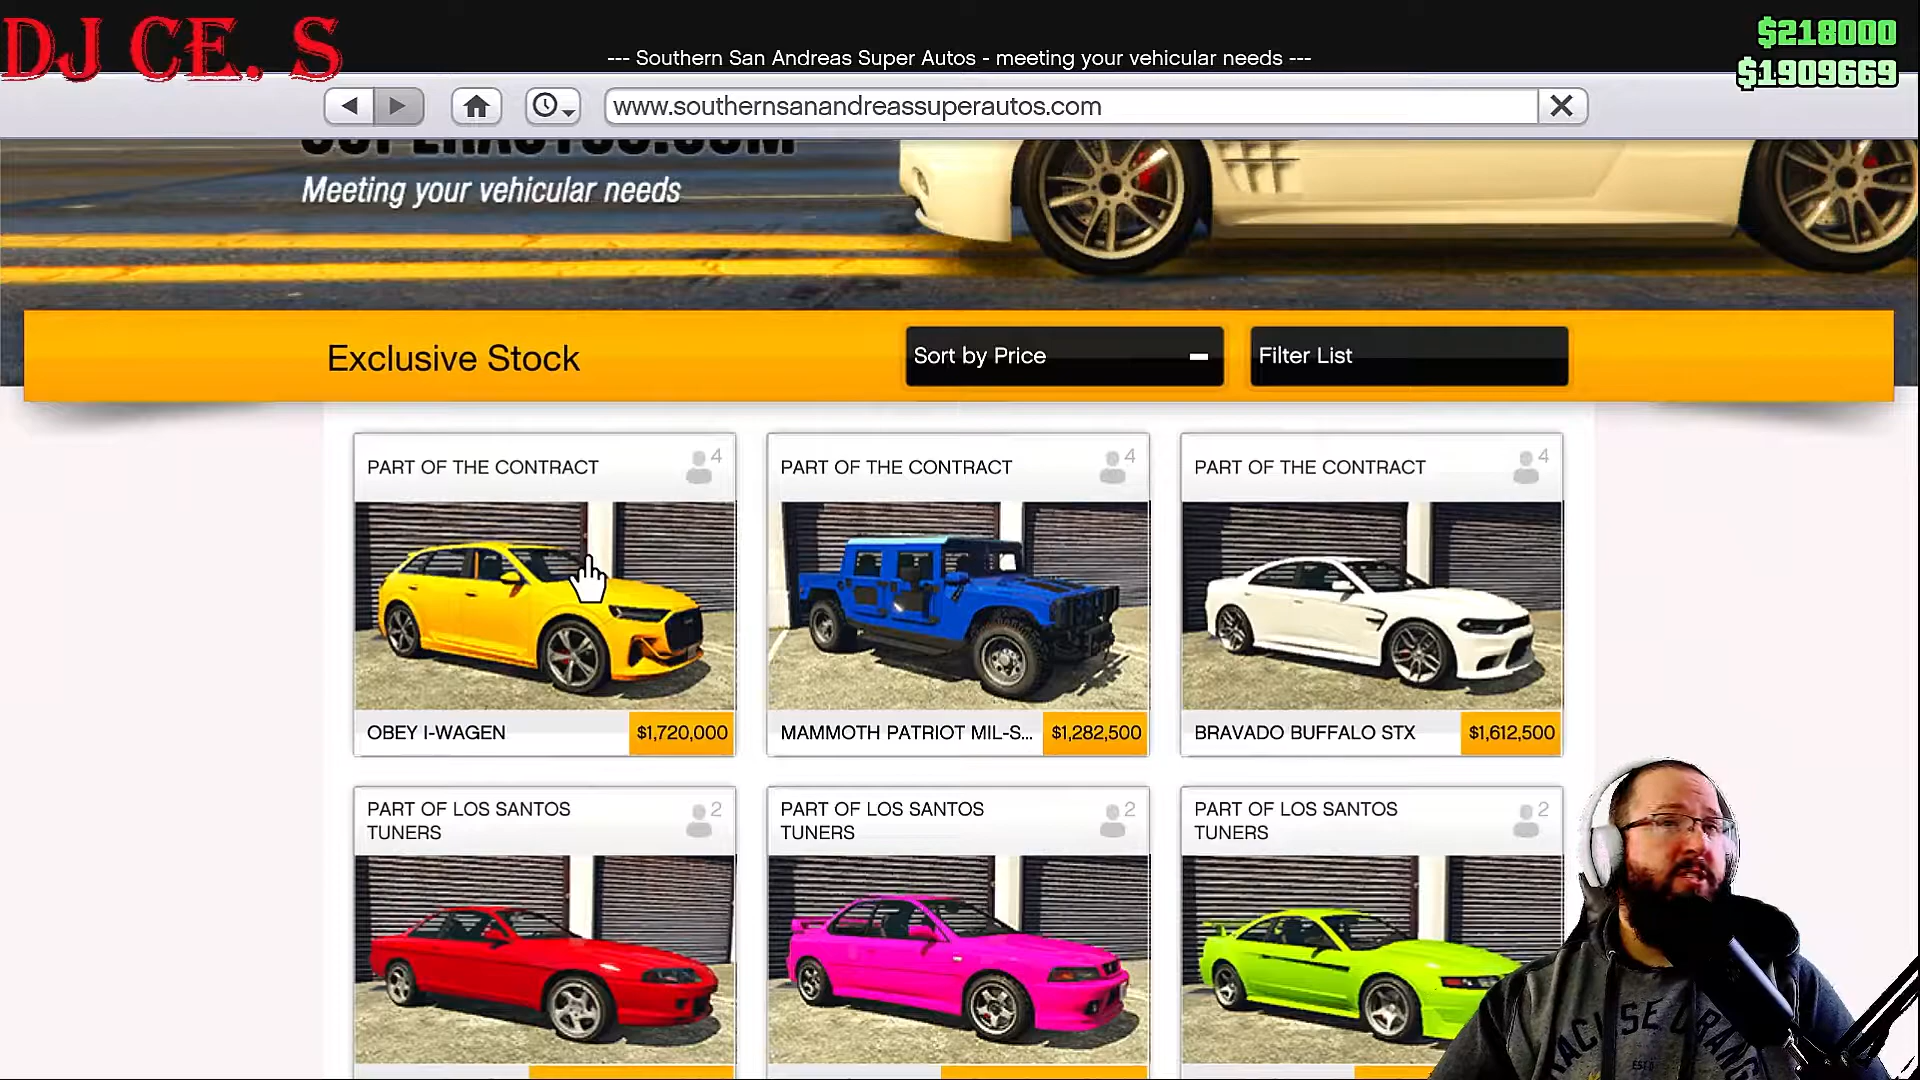 DJ CE. S
$218000
$1909669
--- Southern San Andreas Super Autos - meeting your vehicular needs ---
www.southernsanandreassuperautos.com
SUPERAUTOS.COM
Meeting your vehicular needs
Exclusive Stock
Sort by Price
Filter List
PART OF THE CONTRACT
4
PART OF THE CONTRACT
4
PART OF THE CONTRACT
4
OBEY I-WAGEN
$1,720,000
MAMMOTH PATRIOT MIL-S...
$1,282,500
BRAVADO BUFFALO STX
$1,612,500
PART OF LOS SANTOS
TUNERS
2
PART OF LOS SANTOS
TUNERS
2
PART OF LOS SANTOS
TUNERS
2